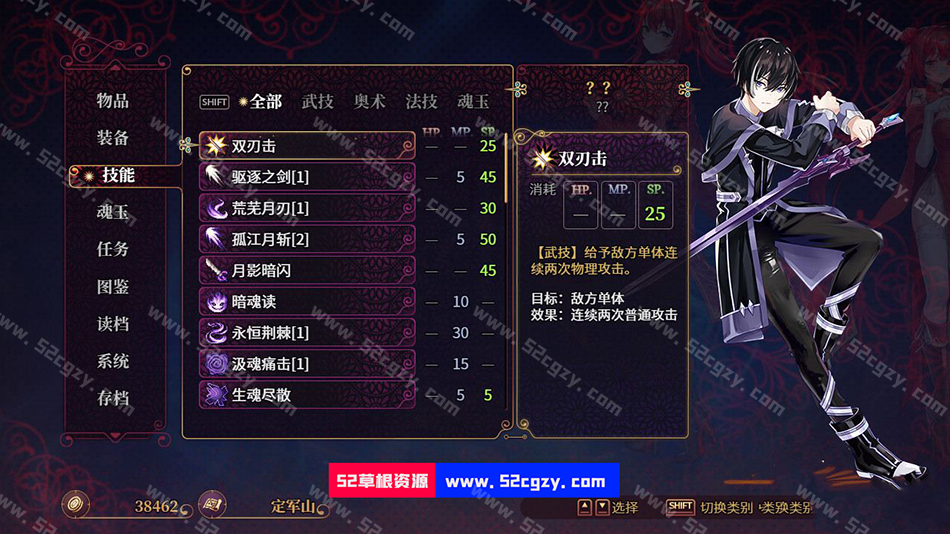 物品
装备
技能
魂玉
任务
图鉴
读档
系统
存档
SHIFT 全部 武技 奥术 法技 魂玉
HP. MP. SP.
双刃击 — — 25
驱逐之剑[1] — 5 45
荒芜月刃[1] — — 30
孤江月斩[2] — 5 50
月影暗闪 — — 45
暗魂读 — 10 —
永恒荆棘[1] — 30 —
汲魂痛击[1] — 15 —
生魂尽散 — 5 5
？？
??
双刃击
消耗 HP. MP. SP.
— — 25
【武技】给予敌方单体连
续两次物理攻击。
目标：敌方单体
效果：连续两次普通攻击
52草根资源 www.52cgzy.com
38462
定军山
选择 SHIFT 切换类别
www.52cgzy.com